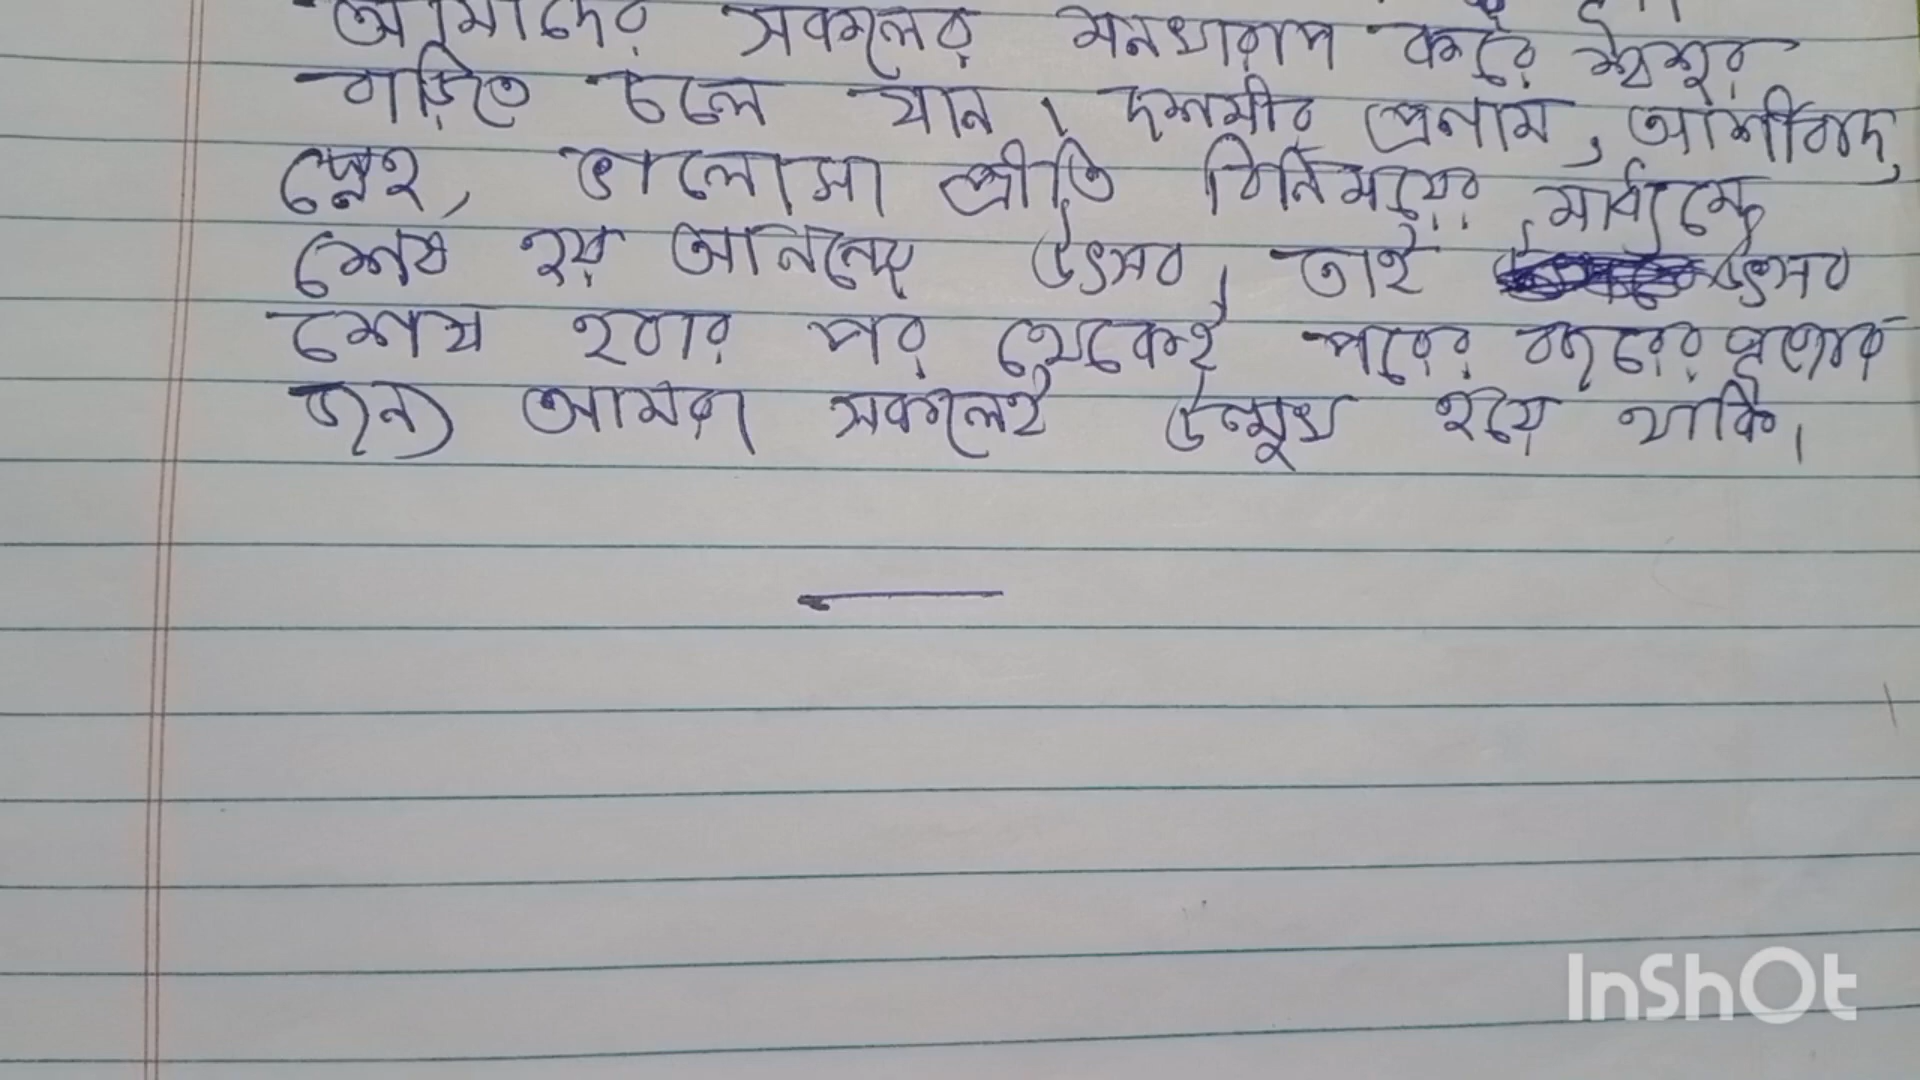 আমাদের সকলের মনখারাপ করে শ্বশুর
বাড়িতে চলে যান। দশমীর প্রনাম, আশীর্বাদ,
স্নেহ, ভালোসা প্রীতি বিনিময়ের মাধ্যমে
শেষ হয় আনন্দে উৎসব, তাই উৎসব
শেষ হবার পর থেকেই পরের বছরের পুজোর
জন্য আমরা সকলেই উন্মুখ হয়ে থাকি।
InShOt